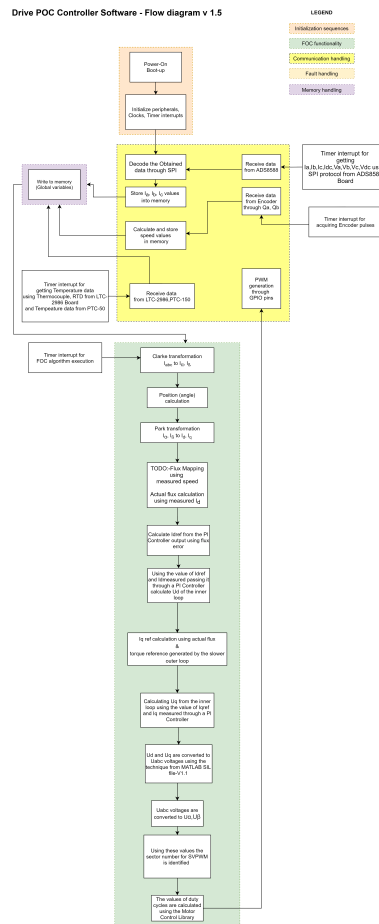 Drive POC Controller Software - Flow diagram v 1.5
LEGEND
Initialization sequences
FOC functionality
Communication handling
Fault handling
Memory handling
Power-On
Boot-up
Initialize peripherals,
Clocks, Timer interrupts
Decode the Obtained
data through SPI
Receive data
from ADS8588
Timer interrupt for
getting
Ia,Ib,Ic,Idc,Va,Vb,Vc,Vdc us
SPI protocol from ADS858
Board
Write to memory
(Global variables)
Store ia, ib, ic values
into memory
Receive data
from Encoder
through Qa, Qb
Timer interrupt for
acquiring Encoder pulses
Calculate and store
speed values
in memory
Timer interrupt for
getting Temperature data
using Thermocouple, RTD from LTC-
2986 Board
and Tempeature data from PTC-50
Receive data
from LTC-2986,PTC-150
PWM
generation
through
GPIO pins
Timer interrupt for
FOC algorithm execution
Clarke transformation
Position (angle)
calculation
Park transformation
TODO:-Flux Mapping
using
measured speed
Actual flux calculation
using measured Id
Calculate Idref from the PI
Controller output using flux
error
Using the value of Idref
and Idmeasured passing it
through a PI Controller
calculate Ud of the inner
loop
Iq ref calculation using actual flux
&
torque reference generated by the slower
outer loop
Calculating Uq from the inner
loop using the value of Iqref
and Iq measured through a PI
Controller
Ud and Uq are converted to
Uabc voltages using the
technique from MATLAB SIL
file-V1.1
Uabc voltages are
converted to Uα,Uβ
Using these values the
sector number for SVPWM
is identified
The values of duty
cycles are calculated
using the Motor
Control Library